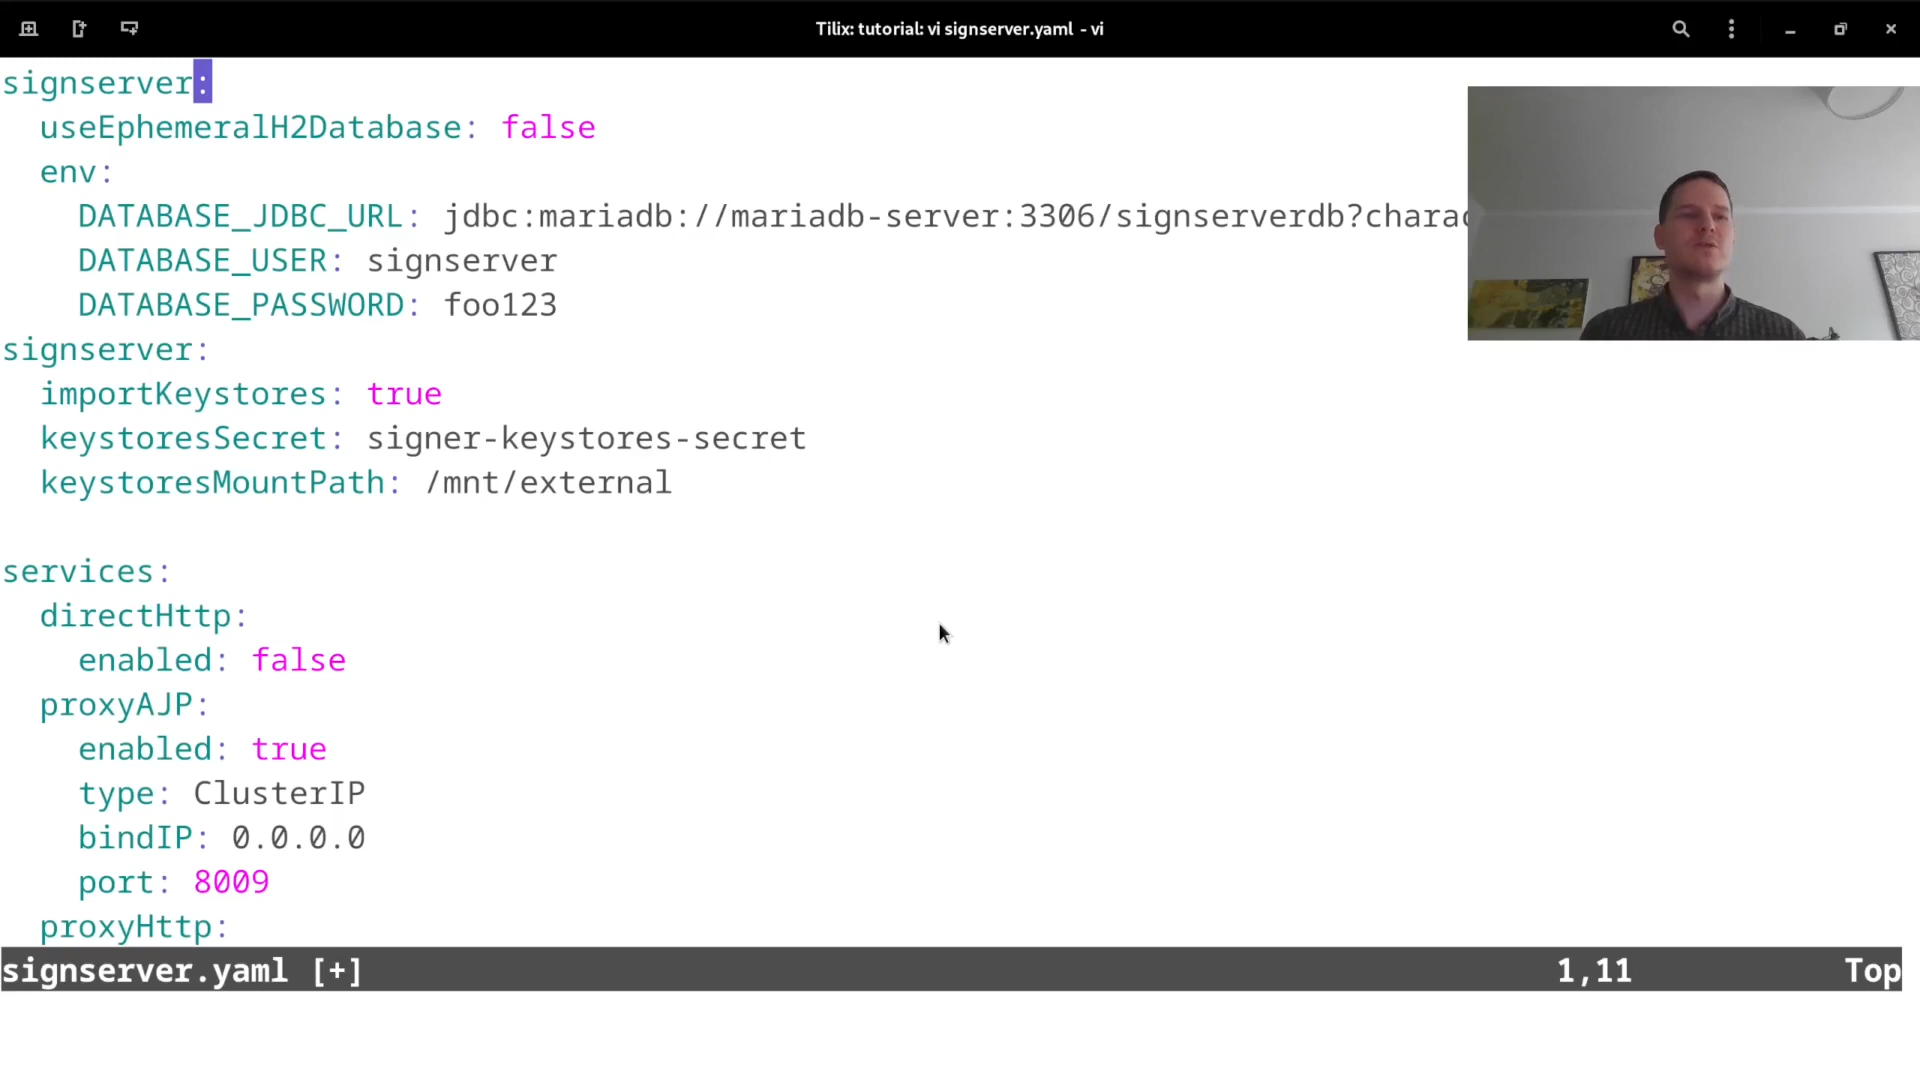 Tilix: tutorial: vi signserver.yaml - vi
signserver:
  useEphemeralH2Database: false
  env:
    DATABASE_JDBC_URL: jdbc:mariadb://mariadb-server:3306/signserverdb?charac
    DATABASE_USER: signserver
    DATABASE_PASSWORD: foo123
signserver:
  importKeystores: true
  keystoresSecret: signer-keystores-secret
  keystoresMountPath: /mnt/external
services:
  directHttp:
    enabled: false
  proxyAJP:
    enabled: true
    type: ClusterIP
    bindIP: 0.0.0.0
    port: 8009
  proxyHttp:
signserver.yaml [+] 1,11 Top